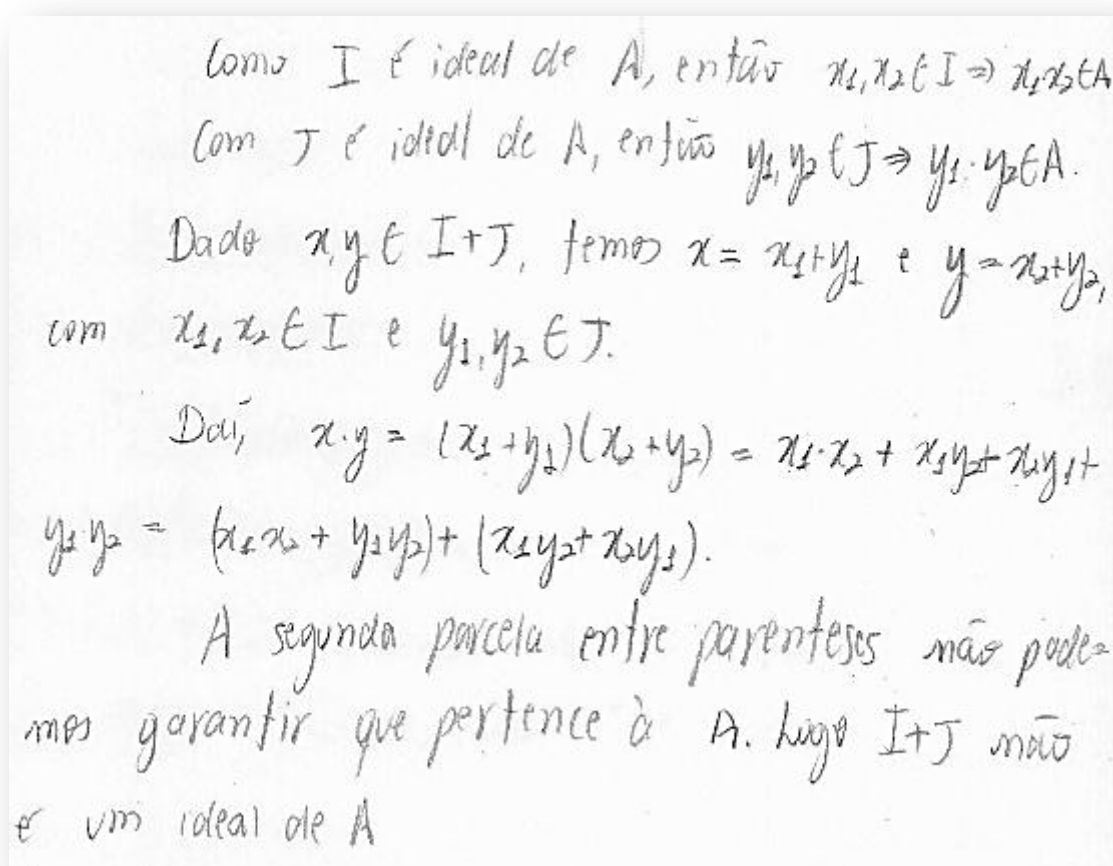 Como I é ideal de A, então x₁,x₂ ∈ I ⇒ x₁x₂ ∈ A
Com J é ideal de A, então y₁,y₂ ∈ J ⇒ y₁·y₂ ∈ A.
Dado x,y ∈ I+J, temos x = x₁+y₁ e y = x₂+y₂,
com x₁, x₂ ∈ I e y₁, y₂ ∈ J.
Daí, x·y = (x₁+y₁)(x₂+y₂) = x₁·x₂ + x₁y₂ + x₂y₁ +
y₁·y₂ = (x₁x₂ + y₁y₂) + (x₁y₂ + x₂y₁).
A segunda parcela entre parenteses não pode=
mos garantir que pertence à A. Logo I+J não
é um ideal de A